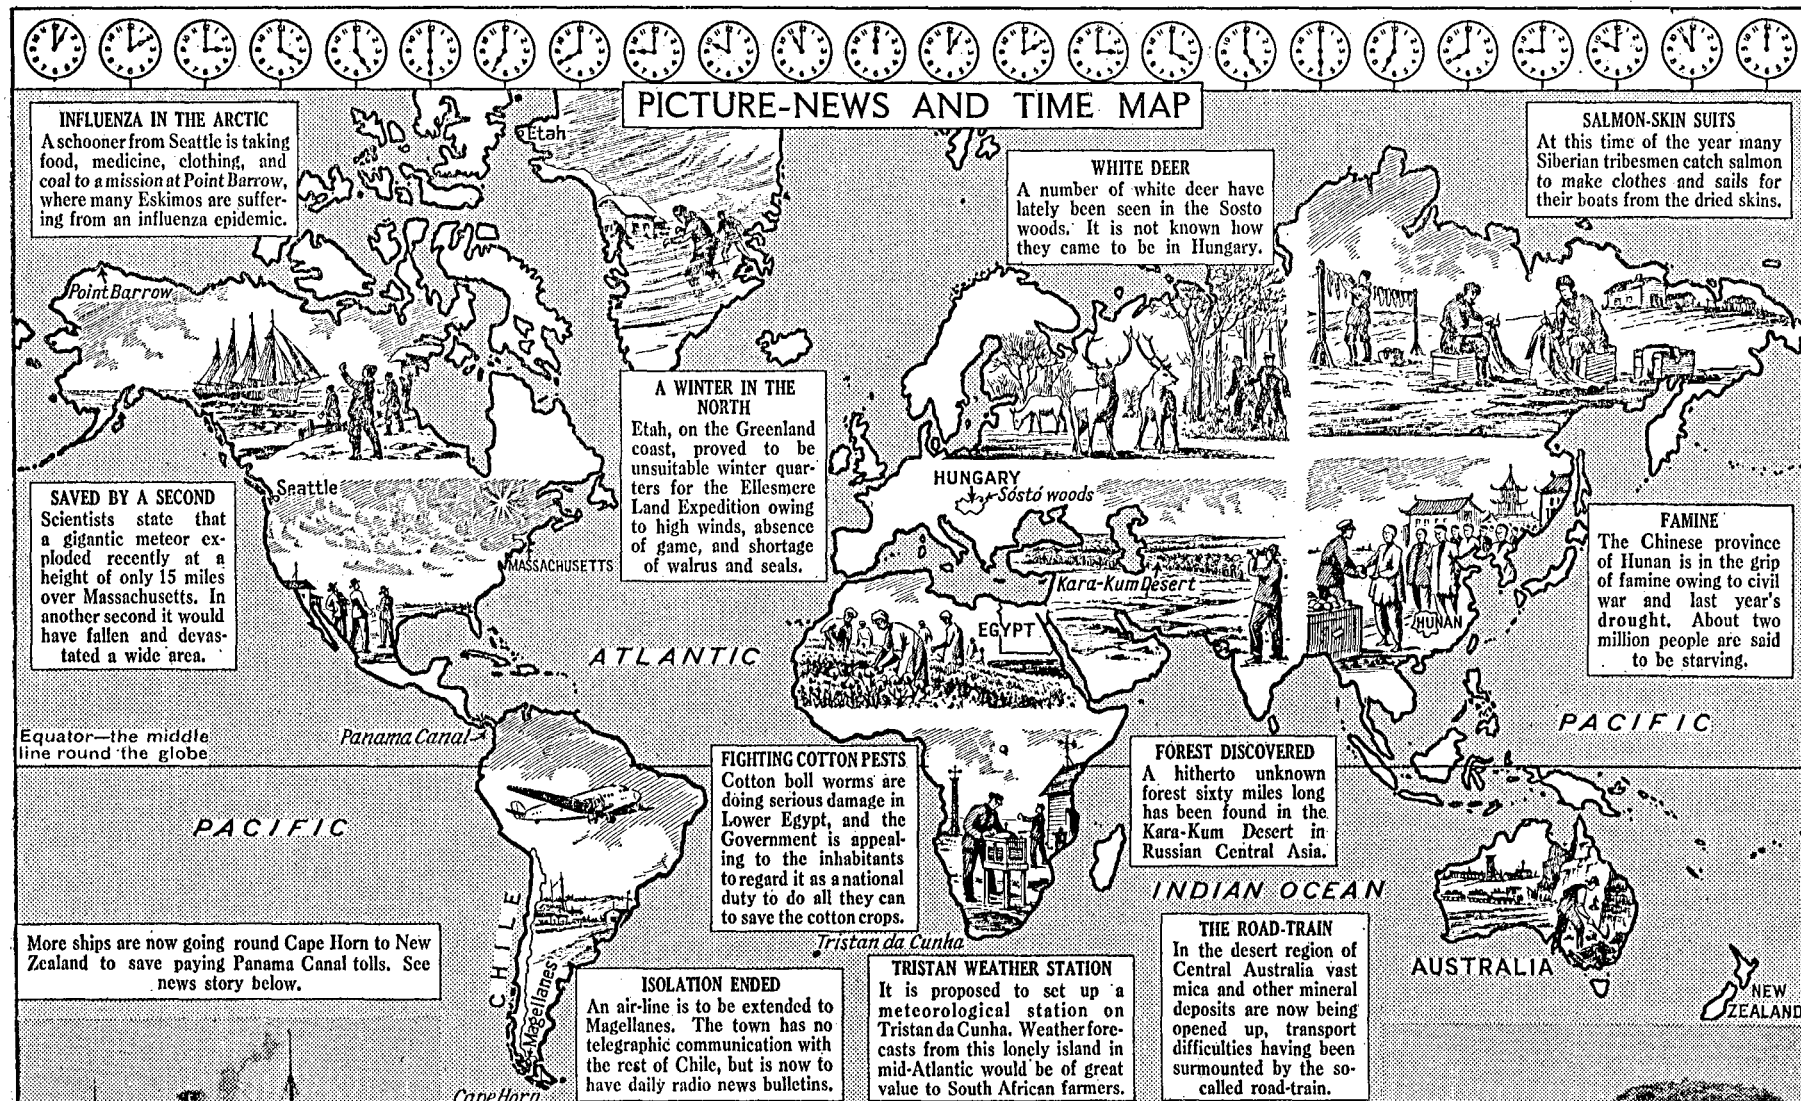 PICTURE-NEWS AND TIME MAP
INFLUENZA IN THE ARCTIC
A schooner from Seattle is taking
food, medicine, clothing, and
coal to a mission at Point Barrow,
where many Eskimos are suffer-
ing from an influenza epidemic.
Etah
WHITE DEER
A number of white deer have
lately been seen in the Sosto
woods. It is not known how
they came to be in Hungary.
SALMON-SKIN SUITS
At this time of the year many
Siberian tribesmen catch salmon
to make clothes and sails for
their boats from the dried skins.
Point Barrow
A WINTER IN THE
NORTH
Etah, on the Greenland
coast, proved to be
unsuitable winter quar-
ters for the Ellesmere
Land Expedition owing
to high winds, absence
of game, and shortage
of walrus and seals.
Seattle
SAVED BY A SECOND
Scientists state that
a gigantic meteor ex-
ploded recently at a
height of only 15 miles
over Massachusetts. In
another second it would
have fallen and devas-
tated a wide area.
MASSACHUSETTS
HUNGARY
Sóstó woods
Kara-Kum Desert
EGYPT
HUNAN
FAMINE
The Chinese province
of Hunan is in the grip
of famine owing to civil
war and last year's
drought. About two
million people are said
to be starving.
ATLANTIC
PACIFIC
Equator—the middle
line round the globe
Panama Canal
PACIFIC
FIGHTING COTTON PESTS
Cotton boll worms are
doing serious damage in
Lower Egypt, and the
Government is appeal-
ing to the inhabitants
to regard it as a national
duty to do all they can
to save the cotton crops.
FOREST DISCOVERED
A hitherto unknown
forest sixty miles long
has been found in the
Kara-Kum Desert in
Russian Central Asia.
INDIAN OCEAN
CHILE
Magellanes
Cape Horn
More ships are now going round Cape Horn to New
Zealand to save paying Panama Canal tolls. See
news story below.
ISOLATION ENDED
An air-line is to be extended to
Magellanes. The town has no
telegraphic communication with
the rest of Chile, but is now to
have daily radio news bulletins.
Tristan da Cunha
TRISTAN WEATHER STATION
It is proposed to set up a
meteorological station on
Tristan da Cunha. Weather fore-
casts from this lonely island in
mid-Atlantic would be of great
value to South African farmers.
THE ROAD-TRAIN
In the desert region of
Central Australia vast
mica and other mineral
deposits are now being
opened up, transport
difficulties having been
surmounted by the so-
called road-train.
AUSTRALIA
NEW
ZEALAND